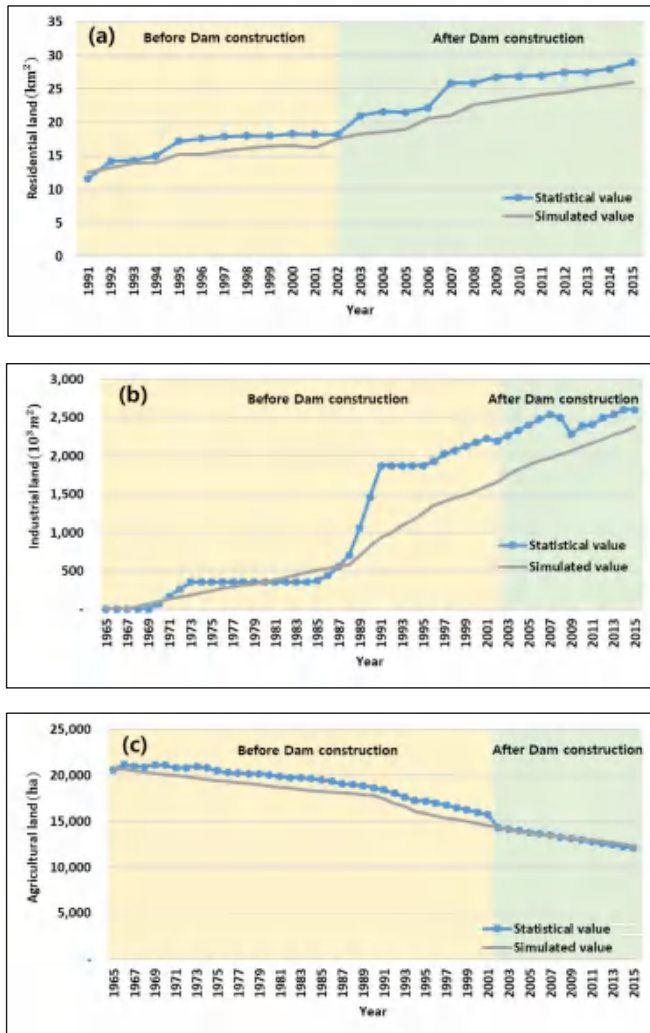 (a)
Before Dam construction
After Dam construction
Residential land (km²)
35
30
25
20
15
10
5
0
Statistical value
Simulated value
1991 1992 1993 1994 1995 1996 1997 1998 1999 2000 2001 2002 2003 2004 2005 2006 2007 2008 2009 2010 2011 2012 2013 2014 2015
Year
(b)
Before Dam construction
After Dam construction
Industrial land (10³ m²)
3,000
2,500
2,000
1,500
1,000
500
-
Statistical value
Simulated value
1965 1967 1969 1971 1973 1975 1977 1979 1981 1983 1985 1987 1989 1991 1993 1995 1997 1999 2001 2003 2005 2007 2009 2011 2013 2015
Year
(c)
Before Dam construction
After Dam construction
Agricultural land (ha)
25,000
20,000
15,000
10,000
5,000
-
Statistical value
Simulated value
1965 1967 1969 1971 1973 1975 1977 1979 1981 1983 1985 1987 1989 1991 1993 1995 1997 1999 2001 2003 2005 2007 2009 2011 2013 2015
Year